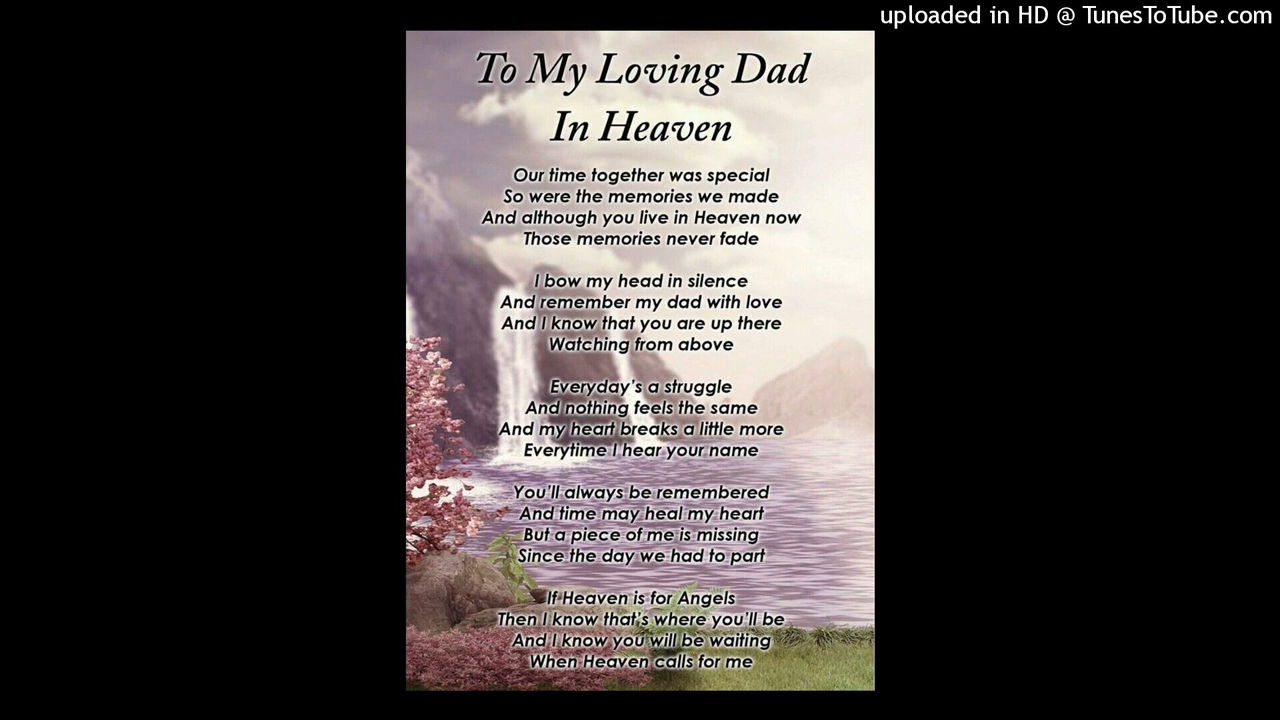 uploaded in HD @ TunesToTube.com
To My Loving Dad
In Heaven
Our time together was special
So were the memories we made
And although you live in Heaven now
Those memories never fade
I bow my head in silence
And remember my dad with love
And I know that you are up there
Watching from above
Everyday's a struggle
And nothing feels the same
And my heart breaks a little more
Everytime I hear your name
You'll always be remembered
And time may heal my heart
But a piece of me is missing
Since the day we had to part
If Heaven is for Angels
Then I know that's where you'll be
And I know you will be waiting
When Heaven calls for me